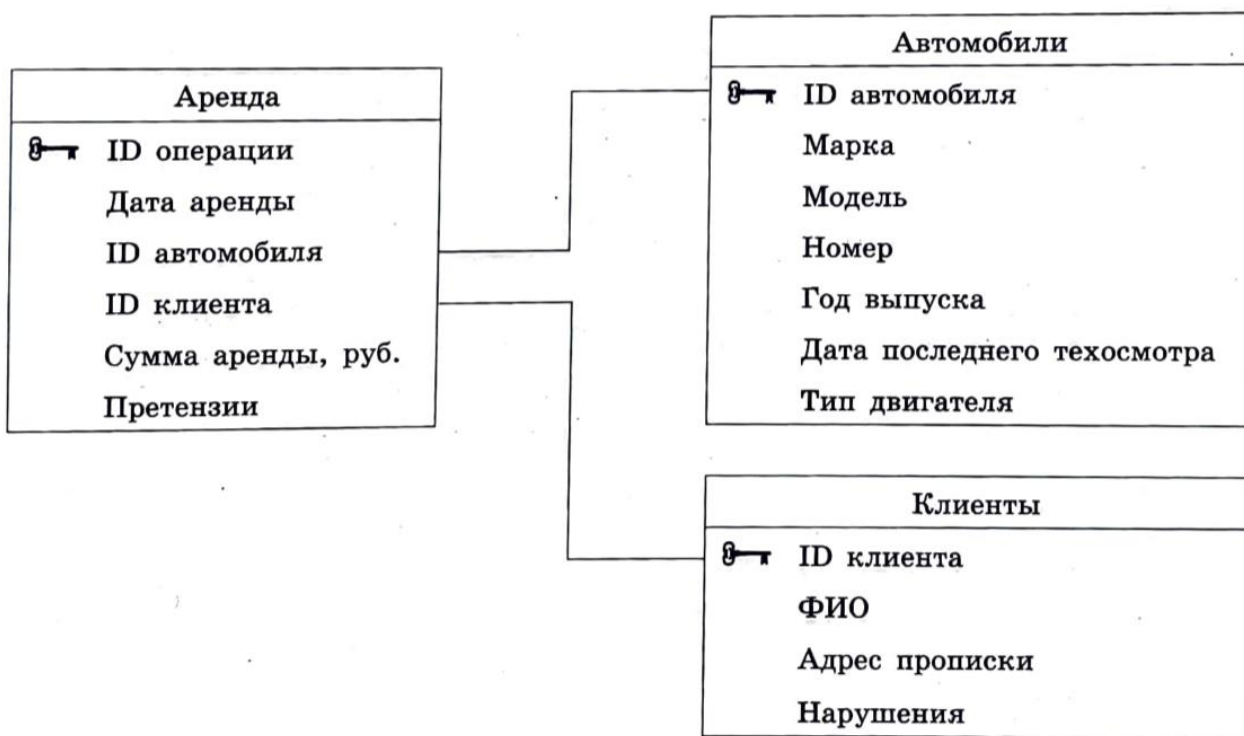 Аренда
ID операции
Дата аренды
ID автомобиля
ID клиента
Сумма аренды, руб.
Претензии
Автомобили
ID автомобиля
Марка
Модель
Номер
Год выпуска
Дата последнего техосмотра
Тип двигателя
Клиенты
ID клиента
ФИО
Адрес прописки
Нарушения